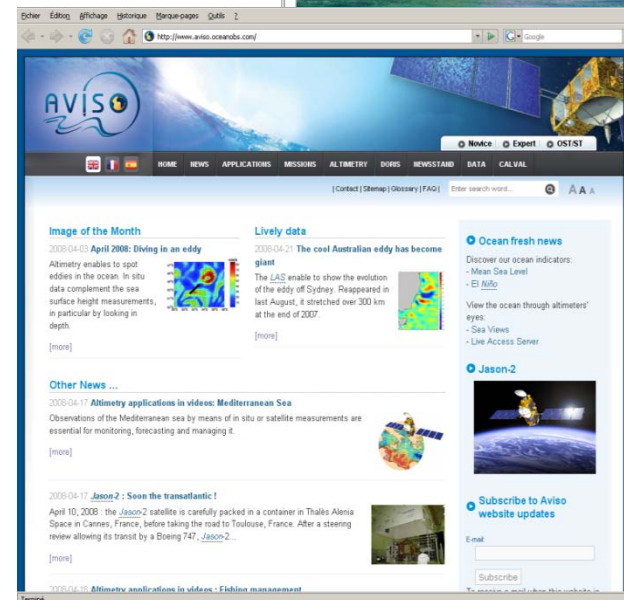 Fichier Édition Affichage Historique Marque-pages Outils ?
http://www.aviso.oceanobs.com/
Google
AVISO
Novice Expert OST/ST
HOME NEWS APPLICATIONS MISSIONS ALTIMETRY DORIS NEWSSTAND DATA CALVAL
| Contact | Sitemap | Glossary | FAQ | Enter search word... A A A
Image of the Month
2008-04-03 April 2008: Diving in an eddy
Altimetry enables to spot
eddies in the ocean. In situ
data complement the sea
surface height measurements,
in particular by looking in
depth.
[more]
Lively data
2008-04-21 The cool Australian eddy has become
giant
The LAS enable to show the evolution
of the eddy off Sydney. Reappeared in
last August, it stretched over 300 km
at the end of 2007.
[more]
Other News ...
2008-04-17 Altimetry applications in videos: Mediterranean Sea
Observations of the Mediterranean sea by means of in situ or satellite measurements are
essential for monitoring, forecasting and managing it.
[more]
2008-04-17 Jason-2 : Soon the transatlantic !
April 10, 2008 : the Jason-2 satellite is carefully packed in a container in Thalès Alenia
Space in Cannes, France, before taking the road to Toulouse, France. After a steering
review allowing its transit by a Boeing 747, Jason-2...
[more]
2008-04-16 Altimetry applications in videos : Fishing management
Ocean fresh news
Discover our ocean indicators:
- Mean Sea Level
- El Niño
View the ocean through altimeters'
eyes:
- Sea Views
- Live Access Server
Jason-2
Subscribe to Aviso
website updates
E-mail:
Subscribe
To receive e-mail when this website is
Terminé